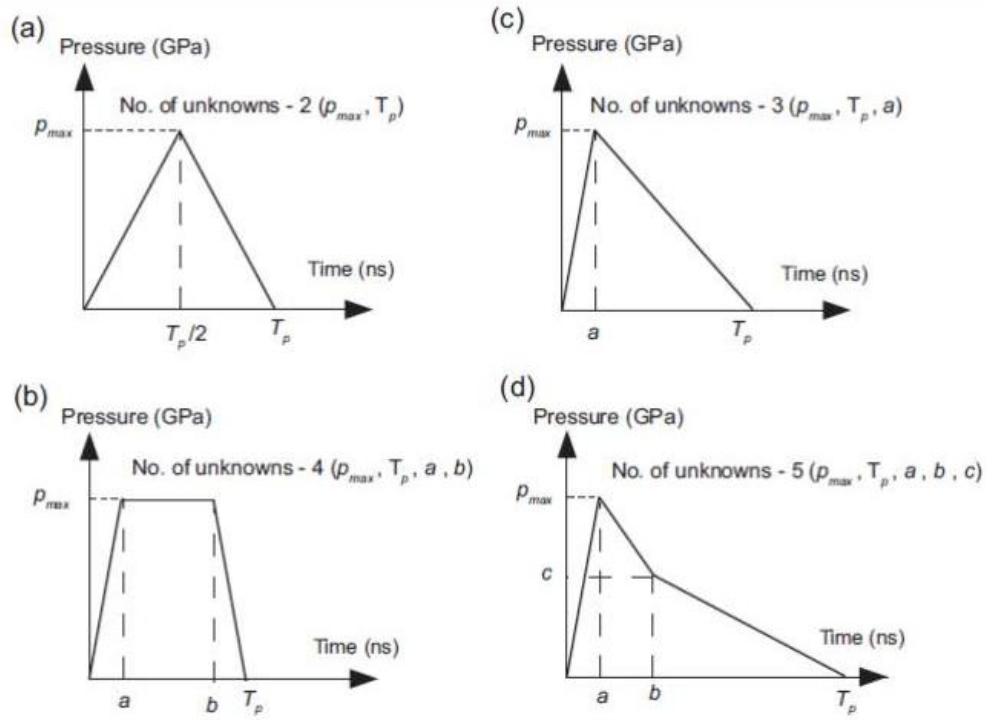 (a)
Pressure (GPa)
No. of unknowns - 2 (pmax, Tp)
pmax
Time (ns)
Tp/2
Tp
(c)
Pressure (GPa)
No. of unknowns - 3 (pmax, Tp, a)
pmax
Time (ns)
a
Tp
(b)
Pressure (GPa)
No. of unknowns - 4 (pmax, Tp, a, b)
pmax
Time (ns)
a
b
Tp
(d)
Pressure (GPa)
No. of unknowns - 5 (pmax, Tp, a, b, c)
pmax
c
Time (ns)
a
b
Tp